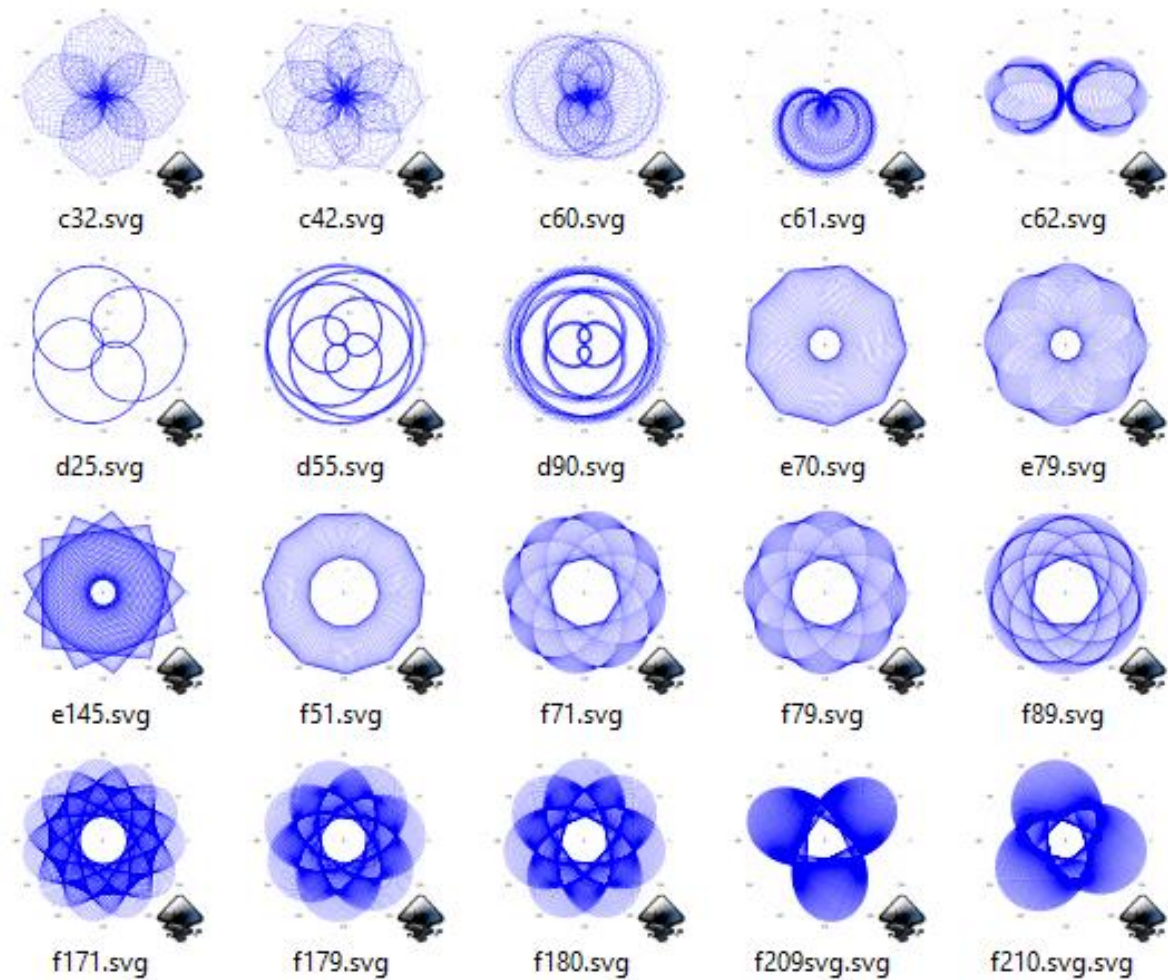 c32.svg c42.svg c60.svg c61.svg c62.svg
d25.svg d55.svg d90.svg e70.svg e79.svg
e145.svg f51.svg f71.svg f79.svg f89.svg
f171.svg f179.svg f180.svg f209svg.svg f210.svg.svg